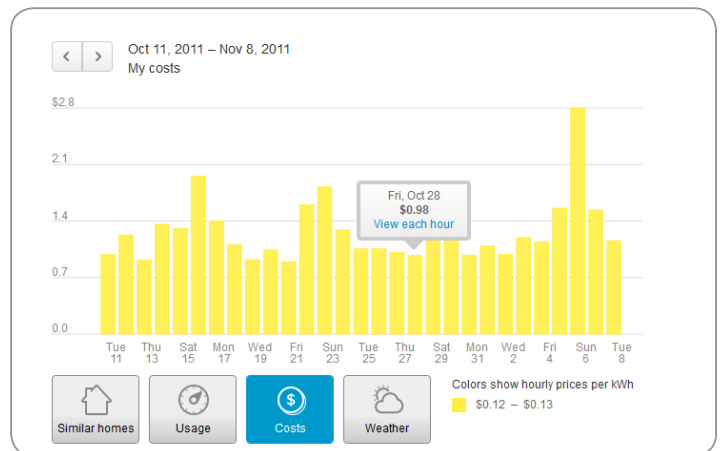 Oct 11, 2011 – Nov 8, 2011
My costs
$2.8
2.1
1.4
0.7
0.0
Fri, Oct 28
$0.98
View each hour
Tue Thu Sat Mon Wed Fri Sun Tue Thu Sat Mon Wed Fri Sun Tue
11 13 15 17 19 21 23 25 27 29 31 2 4 6 8
Similar homes
Usage
Costs
Weather
Colors show hourly prices per kWh
$0.12 – $0.13